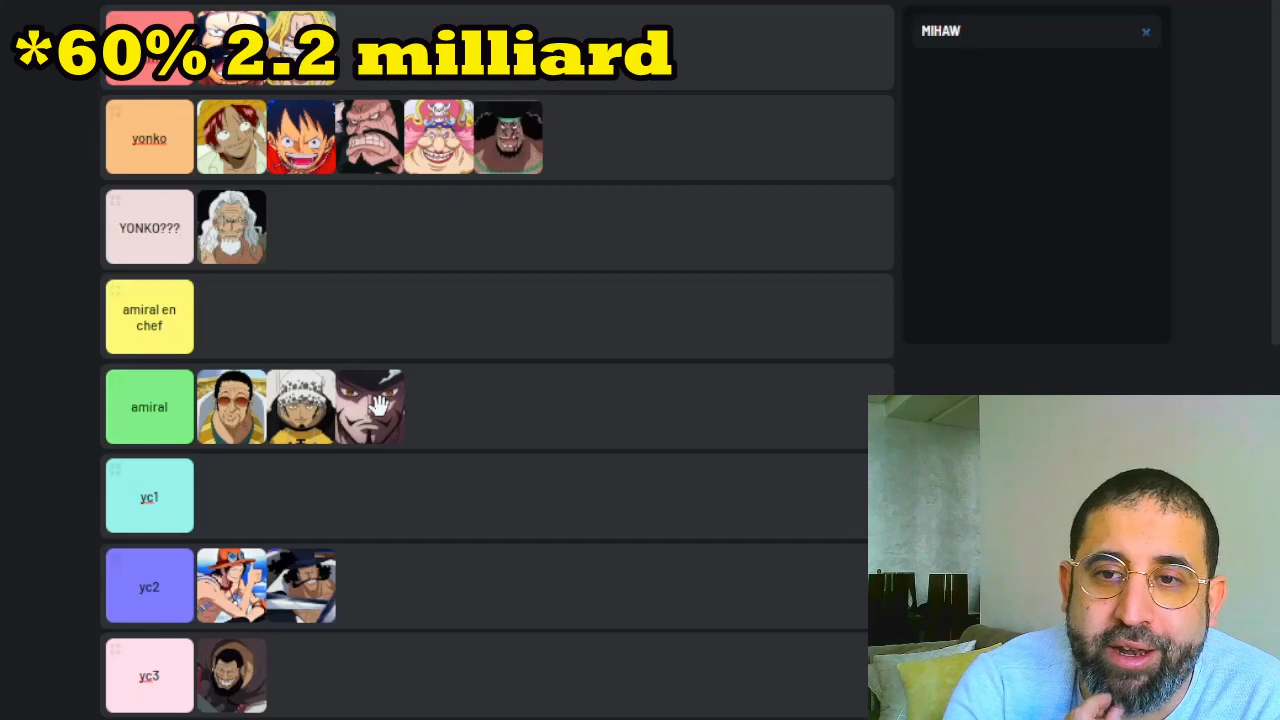 *60% 2.2 milliard
MIHAW
yonko
YONKO???
amiral en
chef
amiral
yc1
yc2
yc3